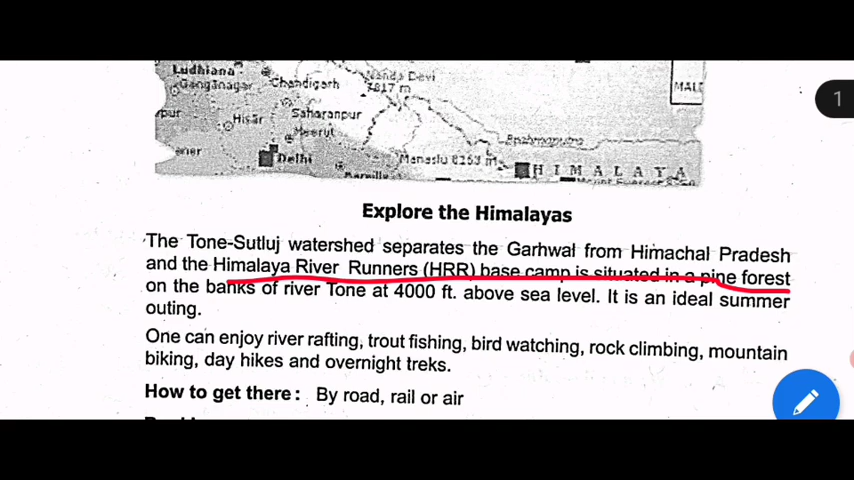 Ludhiana
Nanda Devi
Ganganagar
Chandigarh
7817 m
MAL
1
Saharanpur
pur
Hisar
Meerut
Brahmaputra
aner
Delhi
Manaslu 8163 m
HIMALAYA
Explore the Himalayas
The Tone-Sutluj watershed separates the Garhwal from Himachal Pradesh
and the Himalaya River Runners (HRR) base camp is situated in a pine forest
on the banks of river Tone at 4000 ft. above sea level. It is an ideal summer
outing.
One can enjoy river rafting, trout fishing, bird watching, rock climbing, mountain
biking, day hikes and overnight treks.
How to get there : By road, rail or air